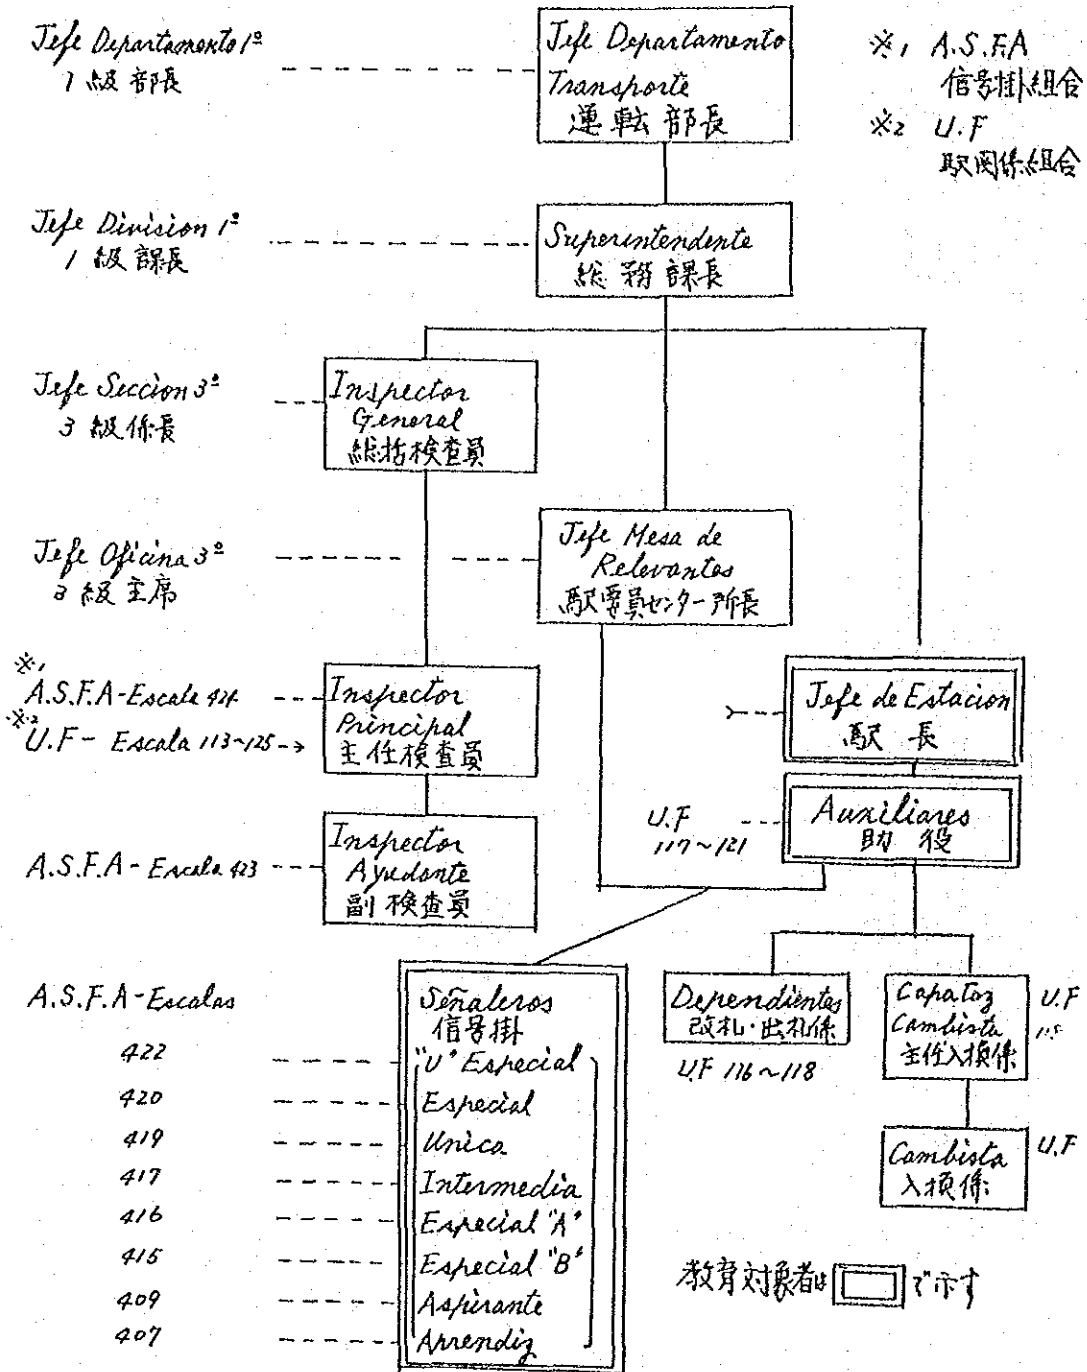 Jefe Departamento 1º
1級部長
Jefe Departamento
Transporte
運転部長
※1 A.S.F.A
信号掛組合
※2 U.F
駅関係組合
Jefe Division 1º
1級課長
Superintendente
総務課長
Jefe Seccion 3º
3級係長
Inspector
General
総括検査員
Jefe Oficina 3º
3級主席
Jefe Mesa de
Relevantes
駅要員センター所長
※1
A.S.F.A-Escala 424
※2
U.F- Escala 113~125
Inspector
Principal
主任検査員
Jefe de Estacion
駅長
U.F
117~121
Auxiliares
助役
A.S.F.A-Escala 423
Inspector
Ayudante
副検査員
A.S.F.A-Escalas
Señaleros
信号掛
422 "U" Especial
420 Especial
419 Unica
417 Intermedia
416 Especial "A"
415 Especial "B"
409 Aspirante
407 Aprendiz
Dependientes
改札・出札係
U.F 116~118
Capataz
Cambista
主任入換係
U.F
Cambista
入換係
U.F
教育対象者は で示す